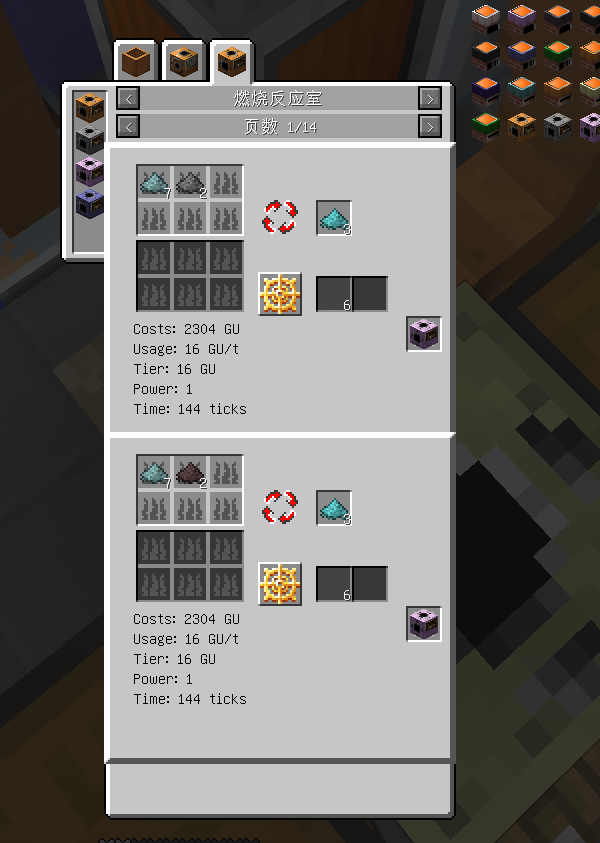 < 燃烧反应室 >
< 页数 1/14 >
7 2
3
6
Costs: 2304 GU
Usage: 16 GU/t
Tier: 16 GU
Power: 1
Time: 144 ticks
7 2
3
6
Costs: 2304 GU
Usage: 16 GU/t
Tier: 16 GU
Power: 1
Time: 144 ticks